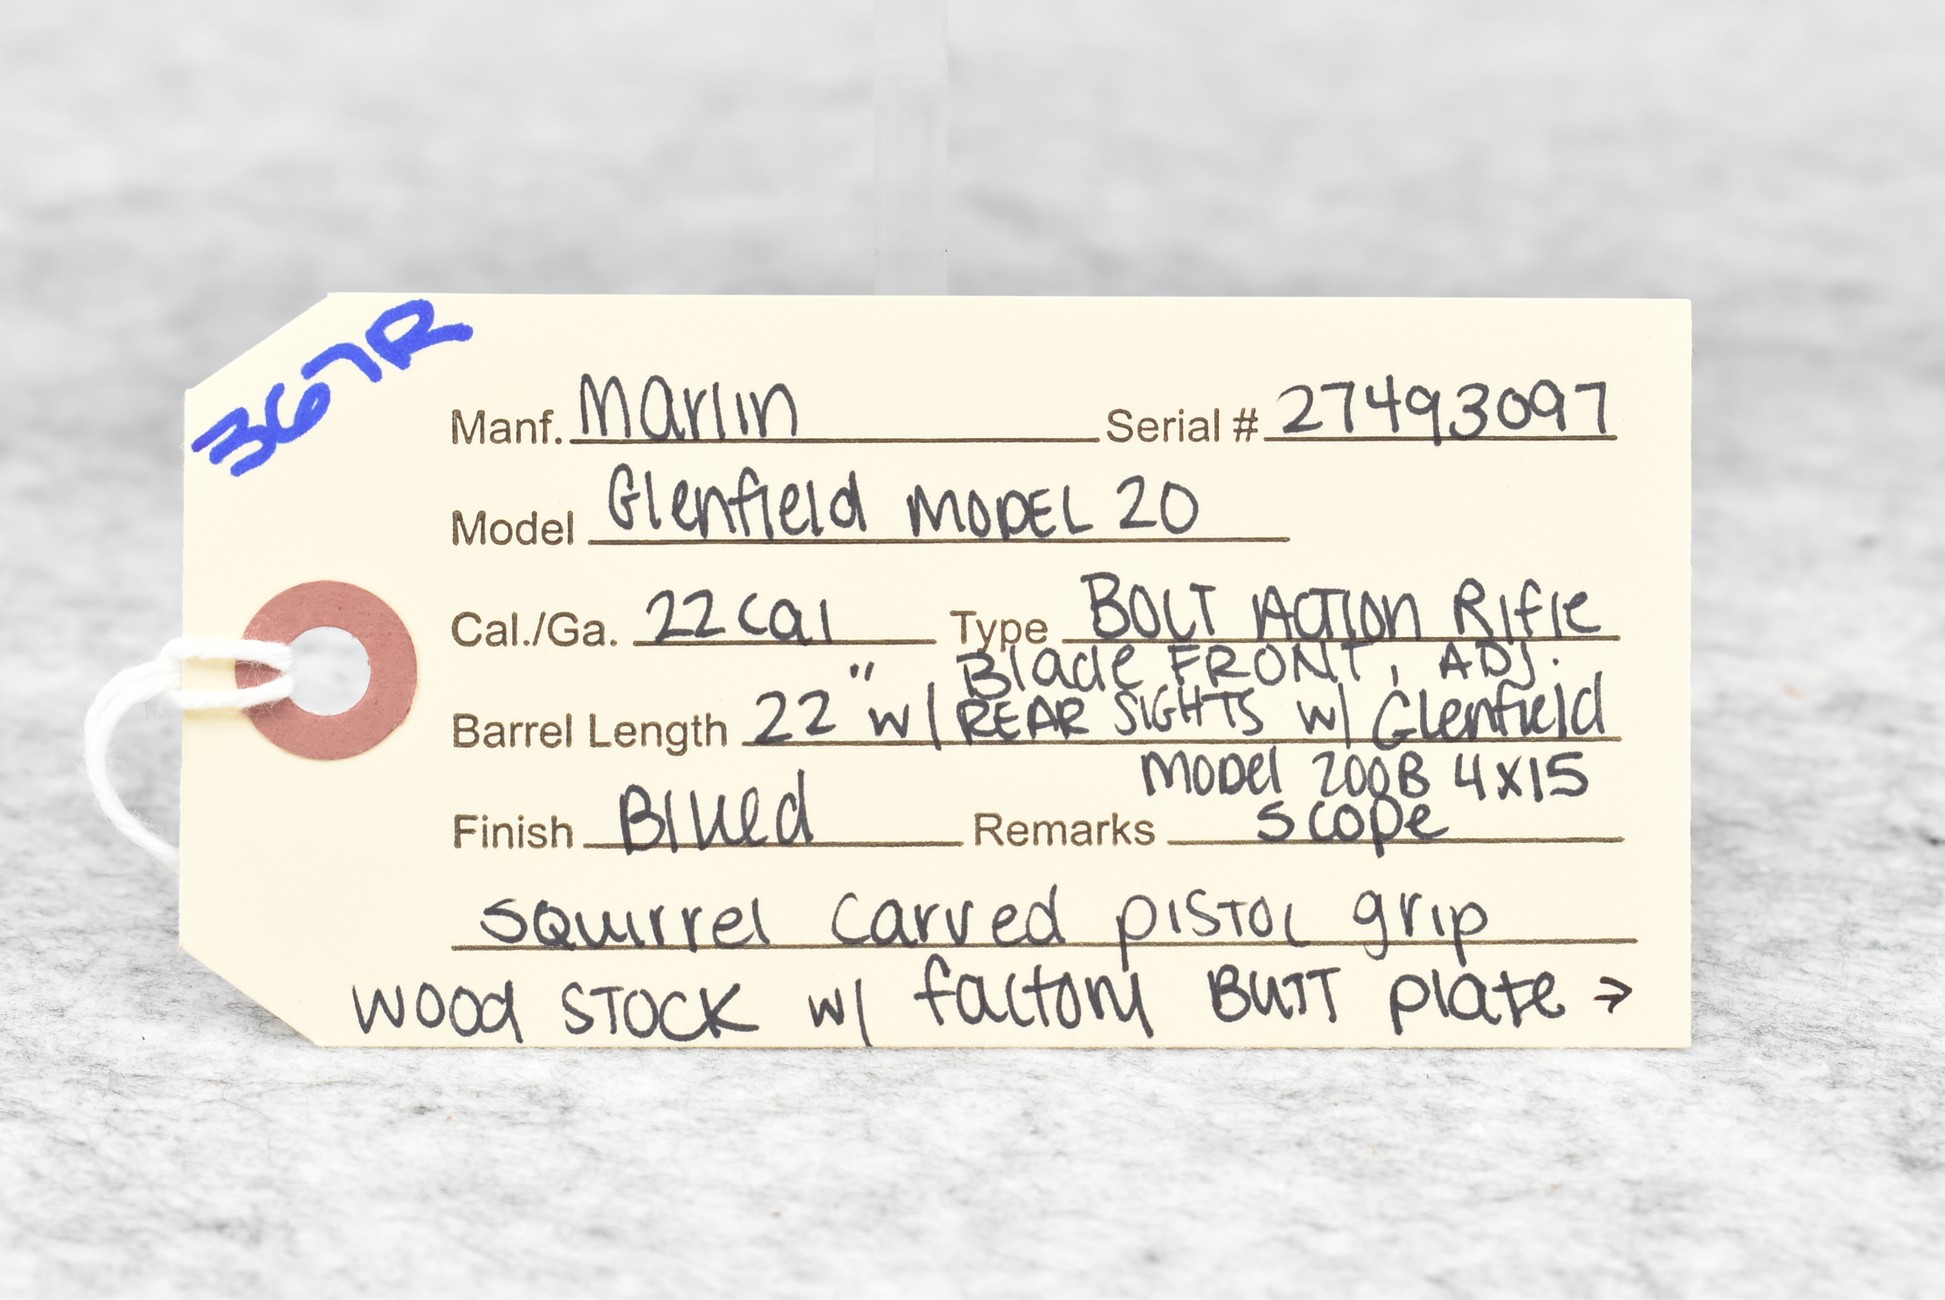 367R
Manf. Marlin Serial # 27493097
Model Glenfield MODEL 20
Cal./Ga. 22 cal Type BOLT ACTION Rifle
Blade FRONT, ADJ.
Barrel Length 22" w/ REAR SIGHTS w/ Glenfield
Model 200B 4x15
Finish Blued Remarks scope
squirrel carved pistol grip
wood STOCK w/ factory BUTT plate →